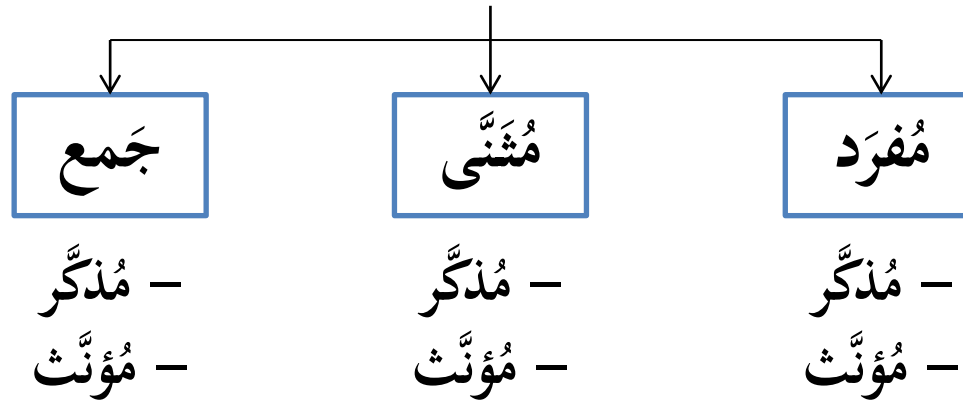 مُفرَد مُثَنَّى جَمع
– مُذكَّر – مُذكَّر – مُذكَّر
– مُؤنَّث – مُؤنَّث – مُؤنَّث